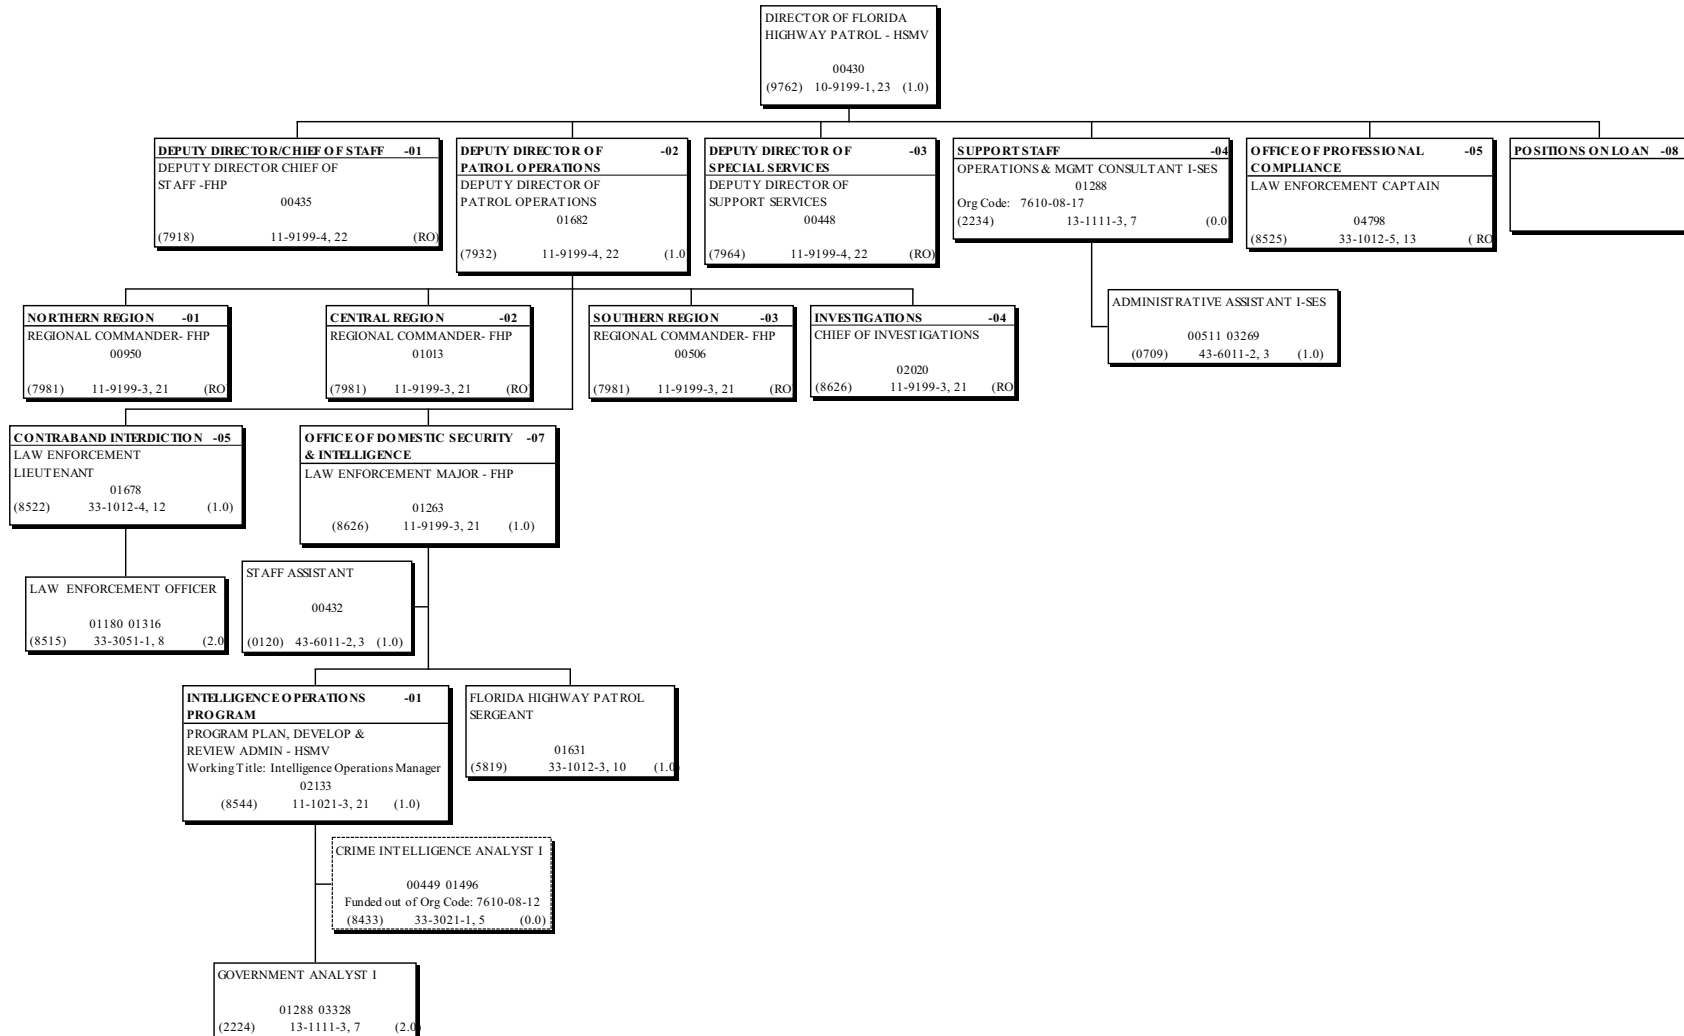 DIRECTOR OF FLORIDA
HIGHWAY PATROL - HSMV
00430
(9762) 10-9199-1, 23 (1.0)
DEPUTY DIRECTOR/CHIEF OF STAFF -01
DEPUTY DIRECTOR CHIEF OF
STAFF -FHP
00435
(7918) 11-9199-4, 22 (RO)
DEPUTY DIRECTOR OF -02
PATROL OPERATIONS
DEPUTY DIRECTOR OF
PATROL OPERATIONS
01682
(7932) 11-9199-4, 22 (1.0
DEPUTY DIRECTOR OF -03
SPECIAL SERVICES
DEPUTY DIRECTOR OF
SUPPORT SERVICES
00448
(7964) 11-9199-4, 22 (RO)
SUPPORT STAFF -04
OPERATIONS & MGMT CONSULTANT I-SES
01288
Org Code: 7610-08-17
(2234) 13-1111-3, 7 (0.0
OFFICE OF PROFESSIONAL -05
COMPLIANCE
LAW ENFORCEMENT CAPTAIN
04798
(8525) 33-1012-5, 13 ( RO
POSITIONS ON LOAN -08
NORTHERN REGION -01
REGIONAL COMMANDER- FHP
00950
(7981) 11-9199-3, 21 (RO
CENTRAL REGION -02
REGIONAL COMMANDER- FHP
01013
(7981) 11-9199-3, 21 (RO
SOUTHERN REGION -03
REGIONAL COMMANDER- FHP
00506
(7981) 11-9199-3, 21 (RO
INVESTIGATIONS -04
CHIEF OF INVESTIGATIONS
02020
(8626) 11-9199-3, 21 (RO
ADMINISTRATIVE ASSISTANT I-SES
00511 03269
(0709) 43-6011-2, 3 (1.0)
CONTRABAND INTERDICTION -05
LAW ENFORCEMENT
LIEUTENANT
01678
(8522) 33-1012-4, 12 (1.0)
OFFICE OF DOMESTIC SECURITY -07
& INTELLIGENCE
LAW ENFORCEMENT MAJOR - FHP
01263
(8626) 11-9199-3, 21 (1.0)
LAW ENFORCEMENT OFFICER
01180 01316
(8515) 33-3051-1, 8 (2.0
STAFF ASSISTANT
00432
(0120) 43-6011-2, 3 (1.0)
INTELLIGENCE OPERATIONS -01
PROGRAM
PROGRAM PLAN, DEVELOP &
REVIEW ADMIN - HSMV
Working Title: Intelligence Operations Manager
02133
(8544) 11-1021-3, 21 (1.0)
FLORIDA HIGHWAY PATROL
SERGEANT
01631
(5819) 33-1012-3, 10 (1.0
CRIME INTELLIGENCE ANALYST I
00449 01496
Funded out of Org Code: 7610-08-12
(8433) 33-3021-1, 5 (0.0)
GOVERNMENT ANALYST I
01288 03328
(2224) 13-1111-3, 7 (2.0